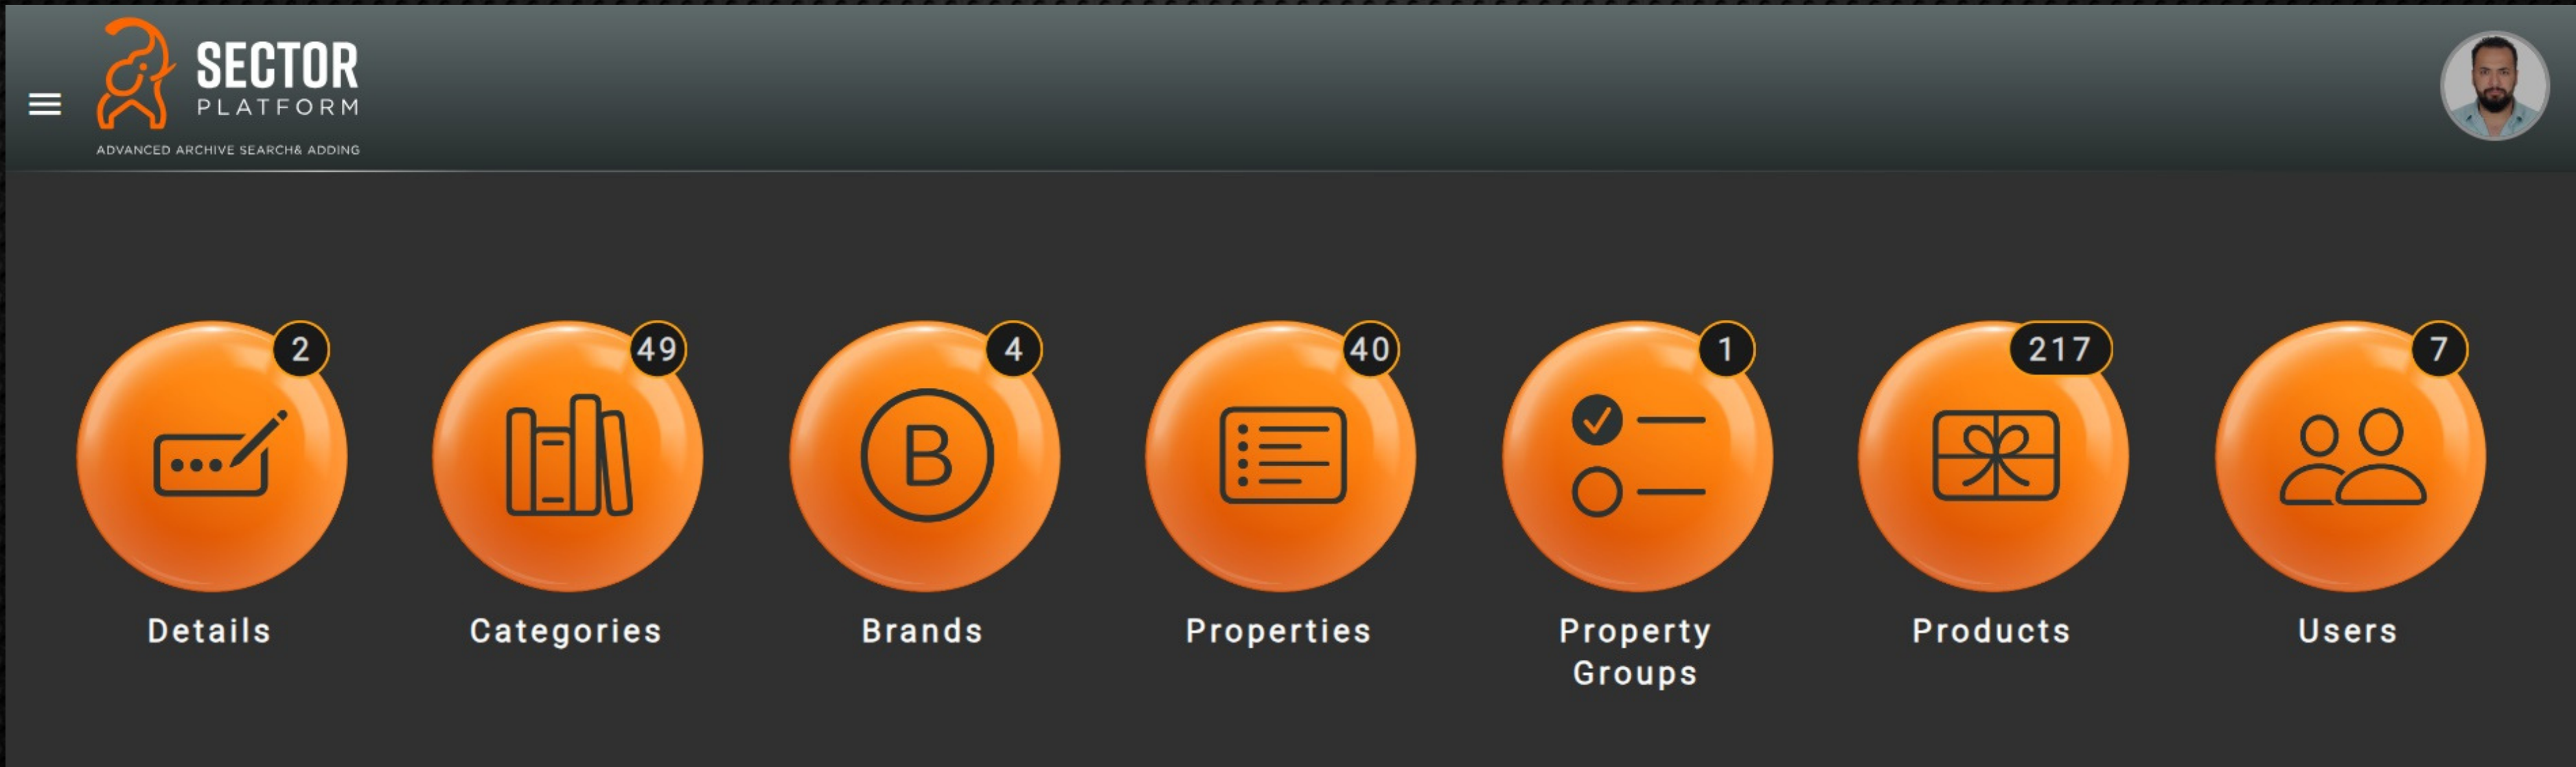 SECTOR
PLATFORM
ADVANCED ARCHIVE SEARCH& ADDING
2
49
4
40
1
217
7
B
Details
Categories
Brands
Properties
Property
Groups
Products
Users